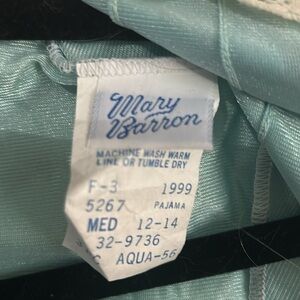 Mary
Barron
MACHINE WASH WARM
LINE OR TUMBLE DRY
F-3 1999
5267 PAJAMA
MED 12-14
32-9736
AQUA-56